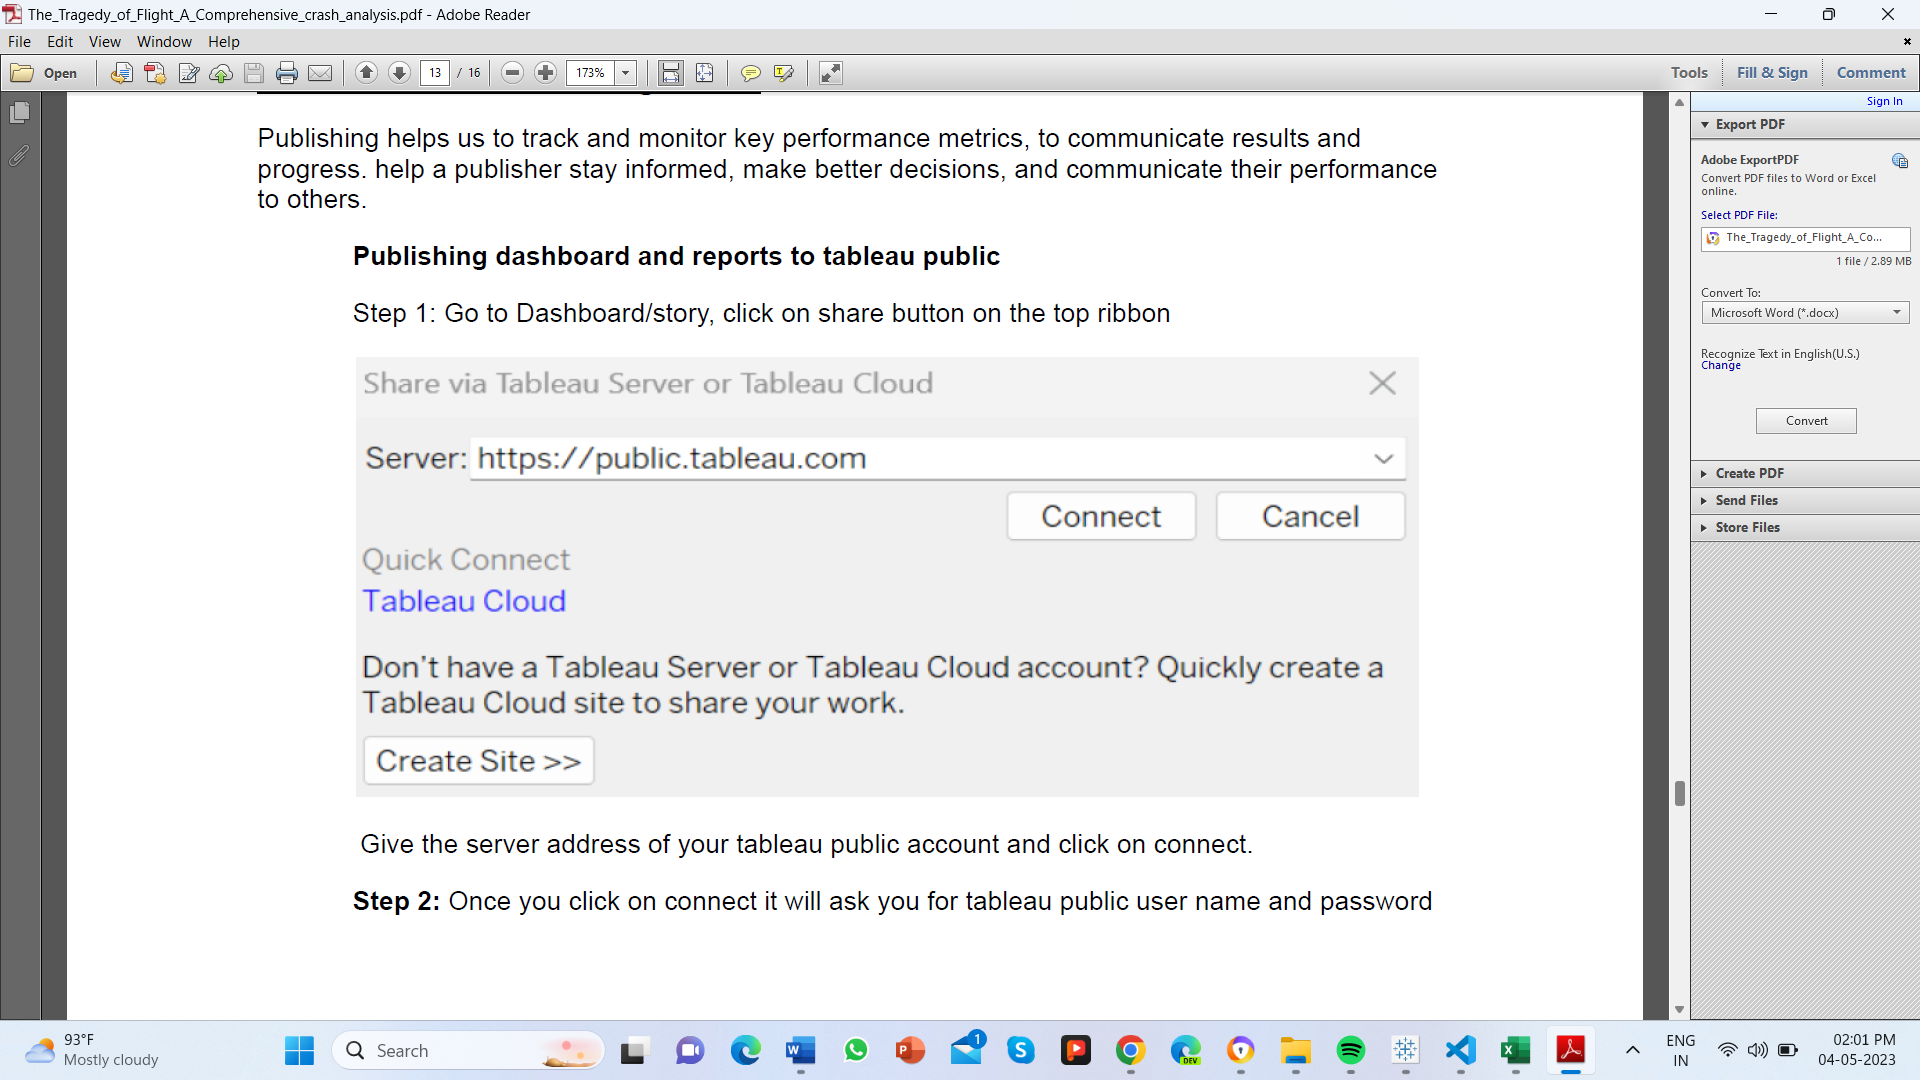 The_Tragedy_of_Flight_A_Comprehensive_crash_analysis.pdf - Adobe Reader
File Edit View Window Help
Open 13 / 16 173% Tools Fill & Sign Comment
Publishing helps us to track and monitor key performance metrics, to communicate results and
progress. help a publisher stay informed, make better decisions, and communicate their performance
to others.
Publishing dashboard and reports to tableau public
Step 1: Go to Dashboard/story, click on share button on the top ribbon
Share via Tableau Server or Tableau Cloud
Server: https://public.tableau.com
Connect Cancel
Quick Connect
Tableau Cloud
Don't have a Tableau Server or Tableau Cloud account? Quickly create a
Tableau Cloud site to share your work.
Create Site >>
Give the server address of your tableau public account and click on connect.
Step 2: Once you click on connect it will ask you for tableau public user name and password
Sign In
Export PDF
Adobe ExportPDF
Convert PDF files to Word or Excel
online.
Select PDF File:
The_Tragedy_of_Flight_A_Co...
1 file / 2.89 MB
Convert To:
Microsoft Word (*.docx)
Recognize Text in English(U.S.)
Change
Convert
Create PDF
Send Files
Store Files
93°F
Mostly cloudy
Search
1
DEV
ENG
IN
02:01 PM
04-05-2023